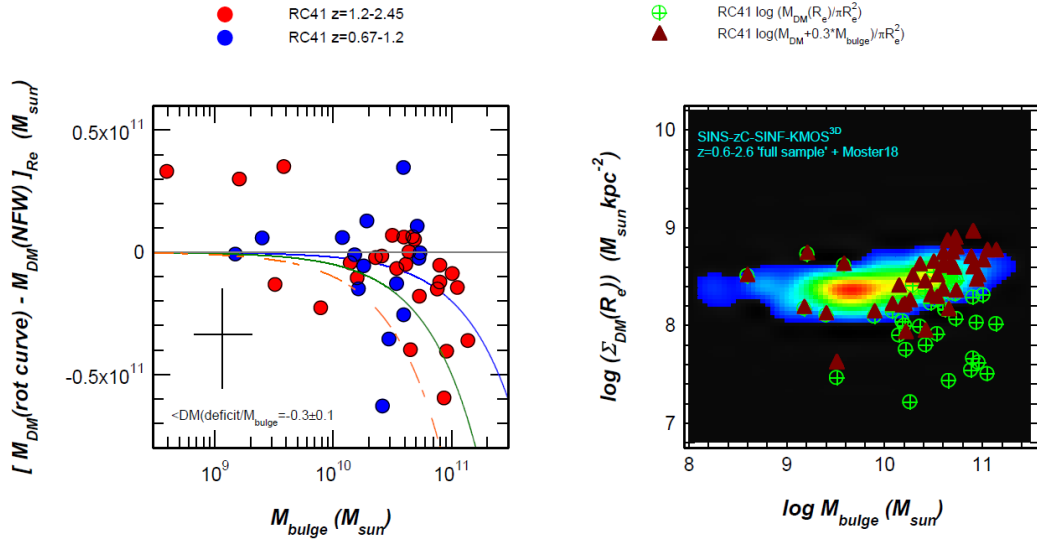 RC41 z=1.2-2.45
RC41 z=0.67-1.2
[ M_DM(rot curve) - M_DM(NFW) ]_Re (M_sun)
0.5x10^11
0
-0.5x10^11
<DM(deficit/M_bulge=-0.3±0.1
10^9
10^10
10^11
M_bulge (M_sun)
RC41 log (M_DM(R_e)/πR_e^2)
RC41 log(M_DM+0.3*M_bulge)/πR_e^2)
log (Σ_DM(R_e)) (M_sun kpc^-2)
10
9
8
7
SINS-zC-SINF-KMOS^3D
z=0.6-2.6 'full sample' + Moster18
8
9
10
11
log M_bulge (M_sun)